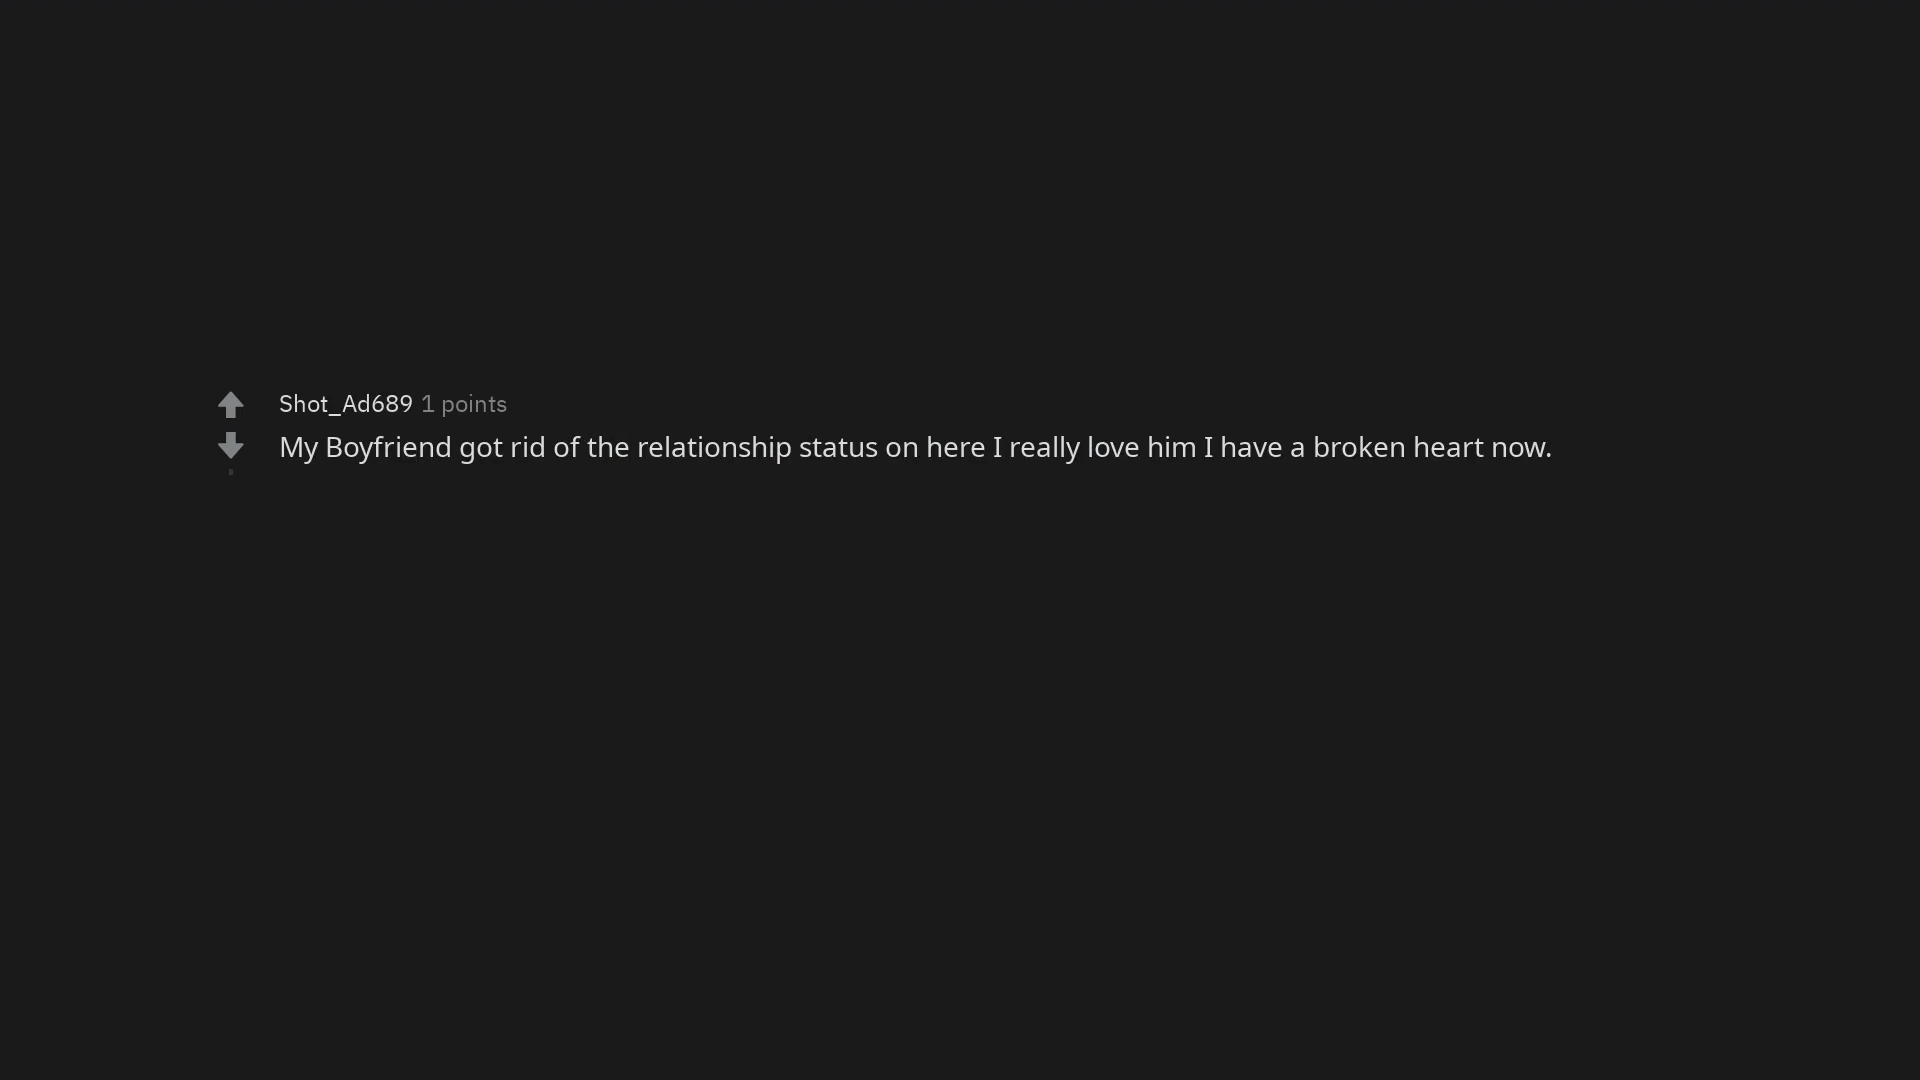 Shot_Ad689 1 points
My Boyfriend got rid of the relationship status on here I really love him I have a broken heart now.